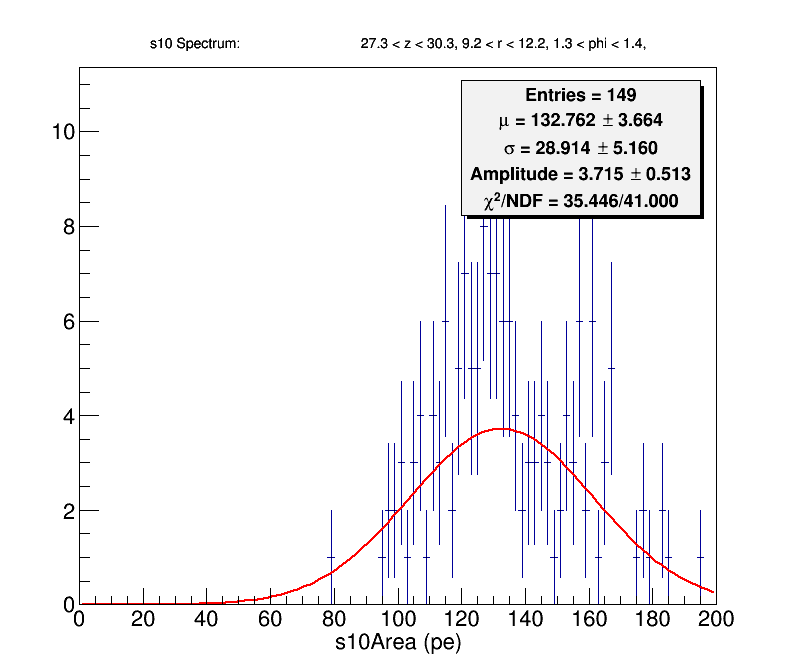 s10 Spectrum: 27.3 < z < 30.3, 9.2 < r < 12.2, 1.3 < phi < 1.4,
Entries = 149
μ = 132.762 ± 3.664
σ = 28.914 ± 5.160
Amplitude = 3.715 ± 0.513
χ²/NDF = 35.446/41.000
10
8
6
4
2
0
0 20 40 60 80 100 120 140 160 180 200
s10Area (pe)